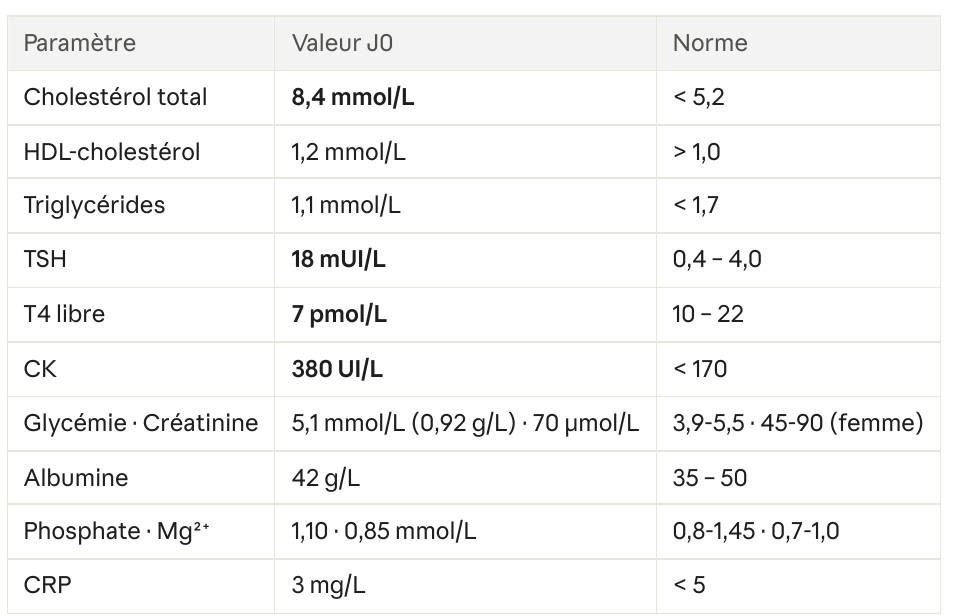 Paramètre Valeur J0 Norme
Cholestérol total 8,4 mmol/L < 5,2
HDL-cholestérol 1,2 mmol/L > 1,0
Triglycérides 1,1 mmol/L < 1,7
TSH 18 mUI/L 0,4 – 4,0
T4 libre 7 pmol/L 10 – 22
CK 380 UI/L < 170
Glycémie · Créatinine 5,1 mmol/L (0,92 g/L) · 70 µmol/L 3,9-5,5 · 45-90 (femme)
Albumine 42 g/L 35 – 50
Phosphate · Mg²⁺ 1,10 · 0,85 mmol/L 0,8-1,45 · 0,7-1,0
CRP 3 mg/L < 5